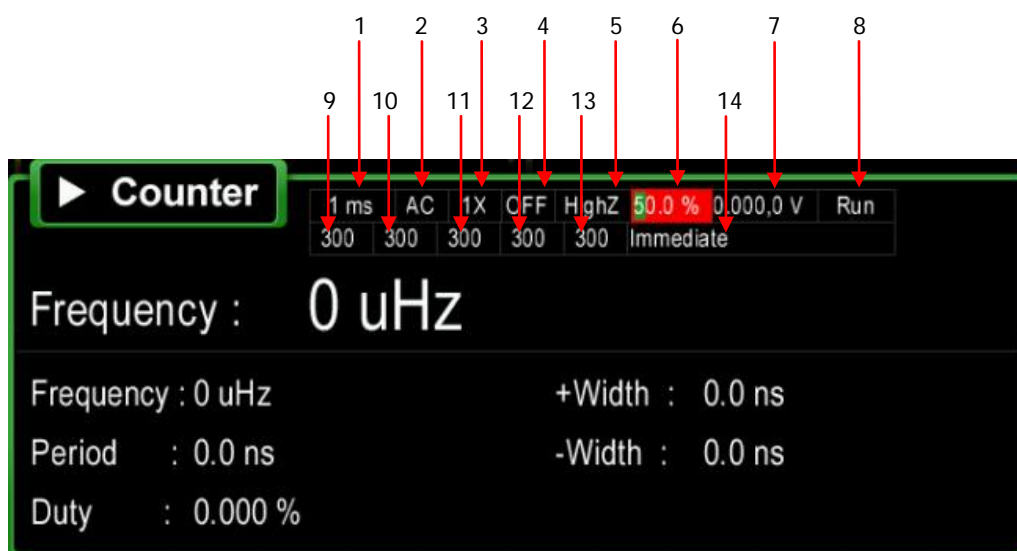 1 2 3 4 5 6 7 8
9 10 11 12 13 14
Counter
1 ms AC 1X OFF HighZ 50.0 % 0.000,0 V Run
300 300 300 300 300 Immediate
Frequency : 0 uHz
Frequency : 0 uHz +Width : 0.0 ns
Period : 0.0 ns -Width : 0.0 ns
Duty : 0.000 %